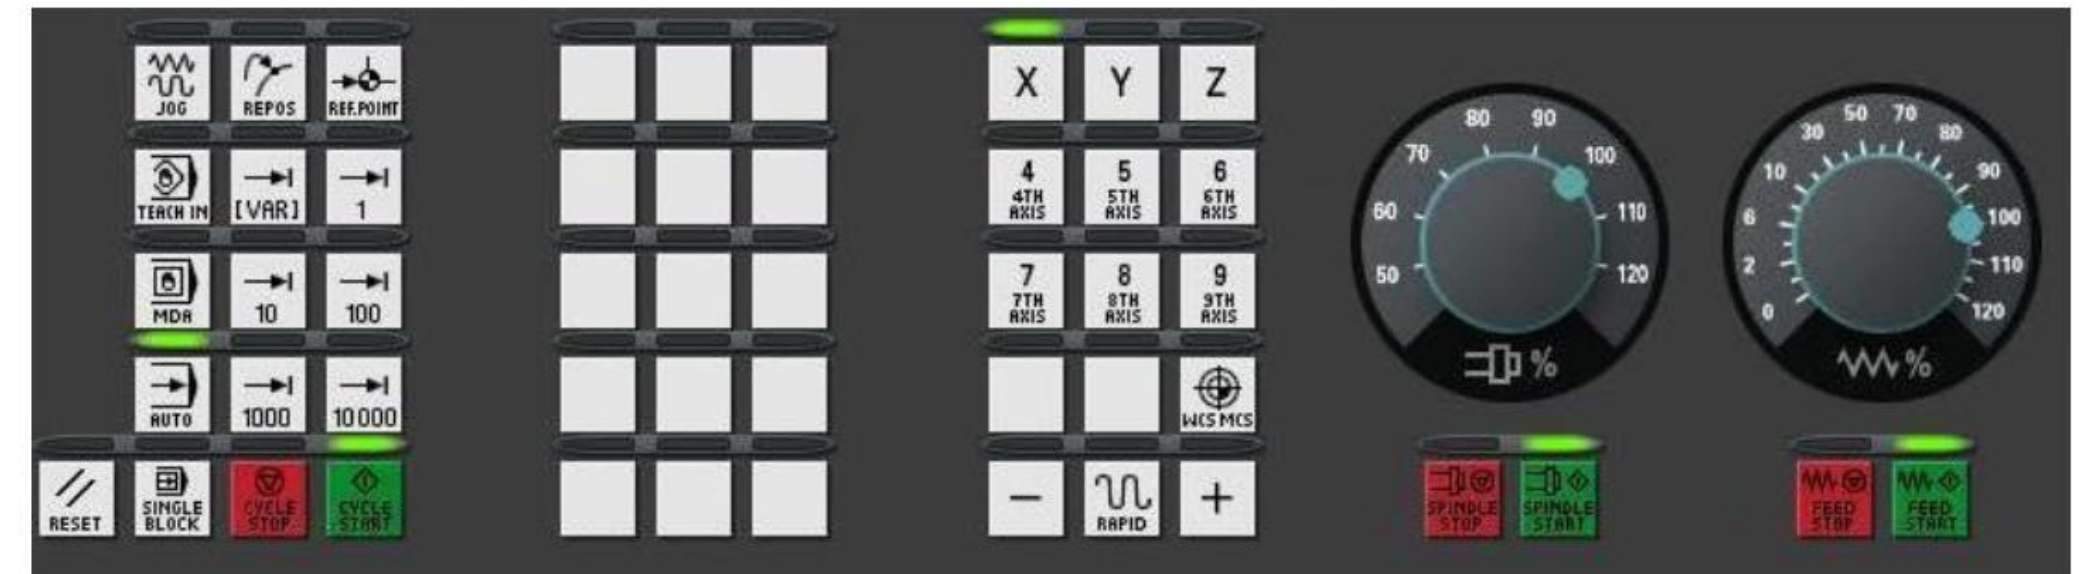 JOG
REPOS
REF.POINT
X
Y
Z
TEACH IN
[VAR]
1
4
4TH
AXIS
5
5TH
AXIS
6
6TH
AXIS
MDA
10
100
7
7TH
AXIS
8
8TH
AXIS
9
9TH
AXIS
AUTO
1000
10000
WCS MCS
RESET
SINGLE
BLOCK
CYCLE
STOP
CYCLE
START
-
RAPID
+
50
60
70
80
90
100
110
120
%
0
2
6
10
30
50
70
80
90
100
110
120
%
SPINDLE
STOP
SPINDLE
START
FEED
STOP
FEED
START